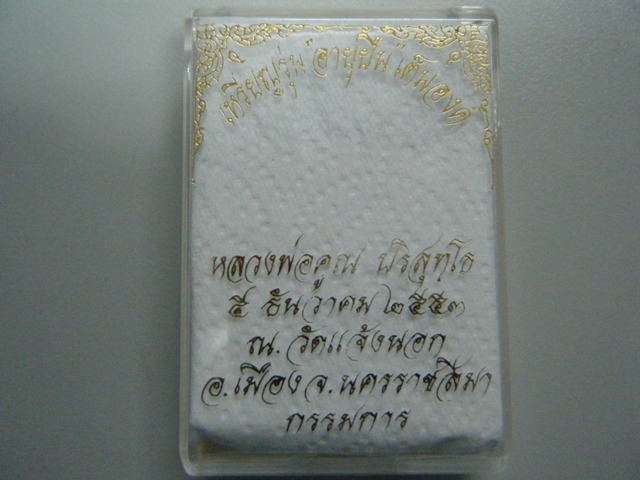 เหรียญรุ่น "อายุยืน" เต็มองค์
หลวงพ่อคูณ ปริสุทฺโธ
๕ ธันวาคม ๒๕๕๓
ณ. วัดแจ้งนอก
อ.เมือง จ.นครราชสีมา
กรรมการ